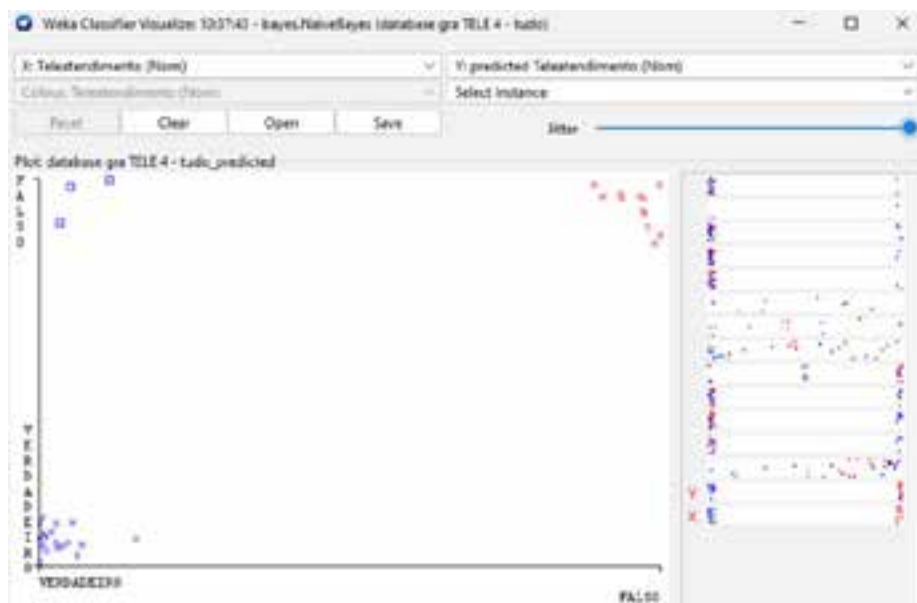 Weka Classifier Visualize: 10:37:43 - bayes.NaiveBayes (database gra TELE 4 - tudo)
X: Teleatendimento (Nom)
Y: predicted Teleatendimento (Nom)
Colour: Teleatendimento (Nom)
Select Instance
Reset
Clear
Open
Save
Jitter
Plot: database gra TELE 4 - tudo_predicted
FALSO
VERDADEIRO
Y
X
VERDADEIRO
FALSO